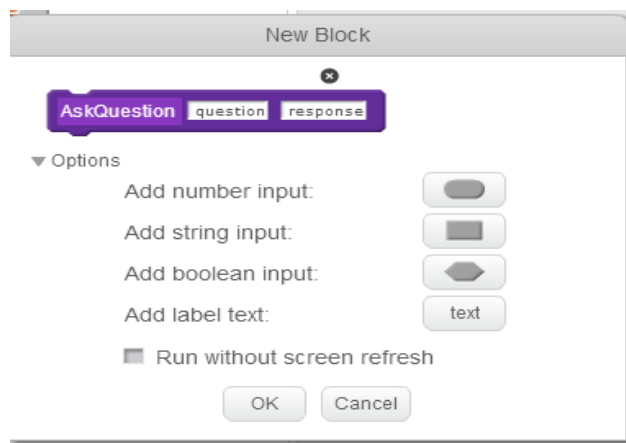 New Block
AskQuestion question response
Options
Add number input:
Add string input:
Add boolean input:
Add label text: text
Run without screen refresh
OK Cancel